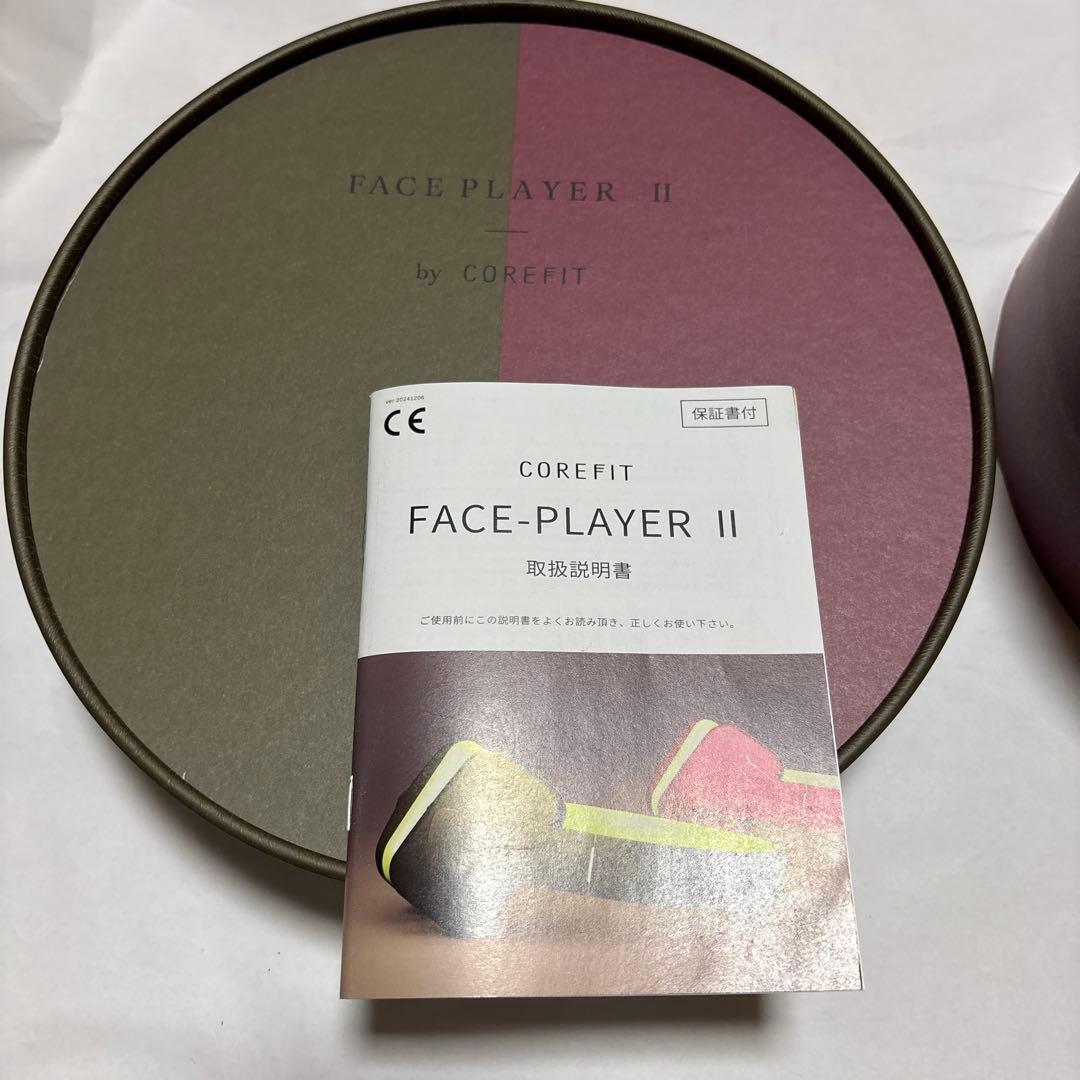 FACE PLAYER II
by COREFIT
ver.20241206
CE
保証書付
COREFIT
FACE-PLAYER II
取扱説明書
ご使用前にこの説明書をよくお読み頂き、正しくお使い下さい。